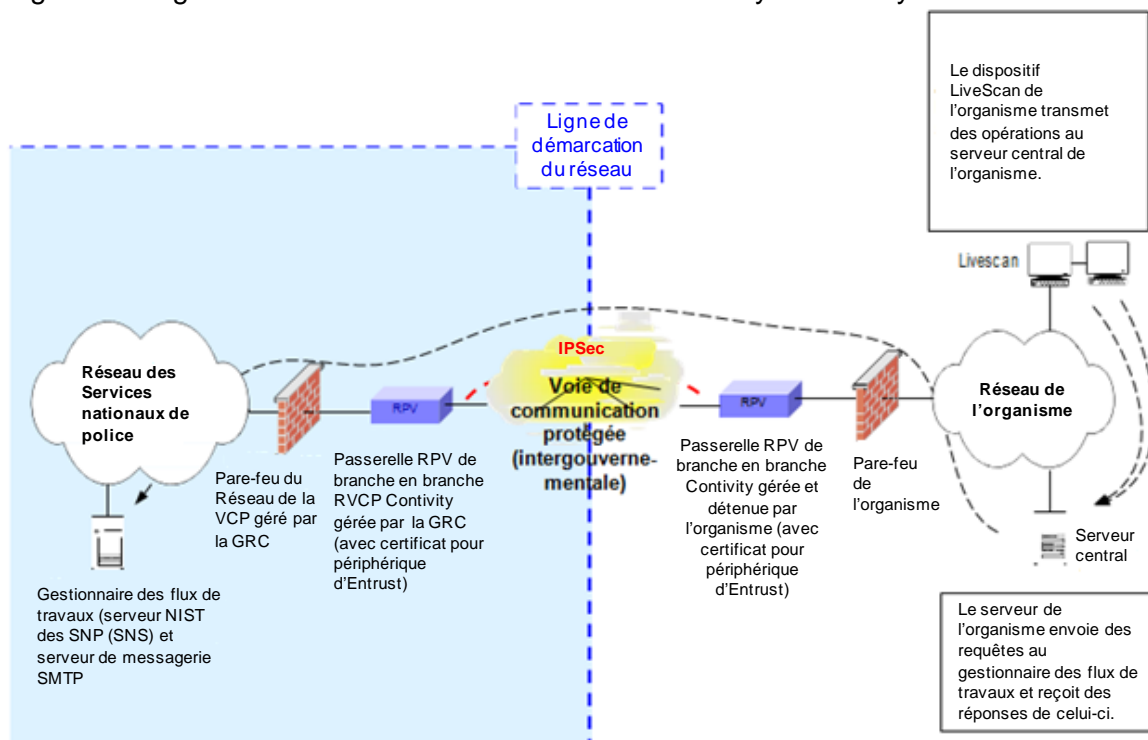 Le dispositif
LiveScan de
l'organisme transmet
des opérations au
serveur central de
l'organisme.
Ligne de
démarcation
du réseau
Livescan
IPSec
Voie de
communication
protégée
(intergouverne-
mentale)
Réseau des
Services
nationaux de
police
RPV
RPV
Réseau de
l'organisme
Pare-feu du
Réseau de la
VCP géré par
la GRC
Passerelle RPV de
branche en branche
RVCP Contivity
gérée par la GRC
(avec certificat pour
périphérique
d'Entrust)
Passerelle RPV de
branche en branche
Contivity gérée et
détenue par
l'organisme (avec
certificat pour
périphérique
d'Entrust)
Pare-feu
de
l'organisme
Serveur
central
Gestionnaire des flux de
travaux (serveur NIST
des SNP (SNS) et
serveur de messagerie
SMTP
Le serveur de
l'organisme envoie des
requêtes au
gestionnaire des flux de
travaux et reçoit des
réponses de celui-ci.